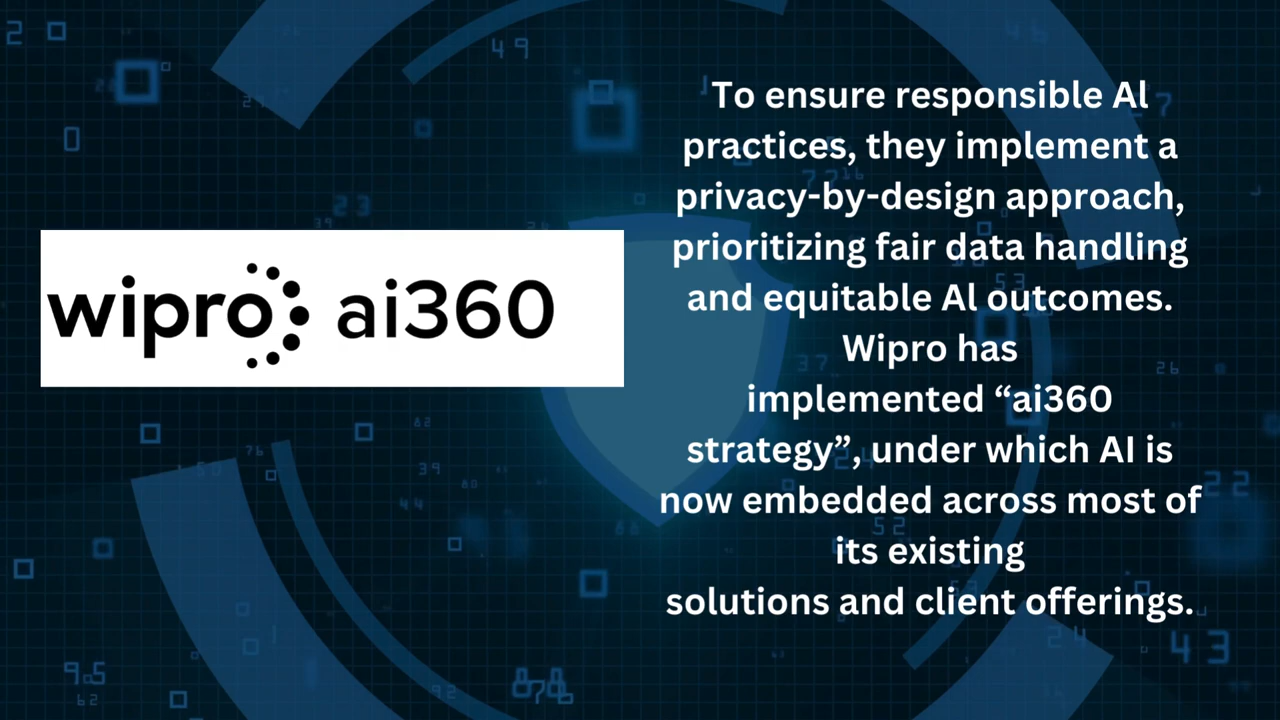 wipro ai360
To ensure responsible Al
practices, they implement a
privacy-by-design approach,
prioritizing fair data handling
and equitable Al outcomes.
Wipro has
implemented “ai360
strategy”, under which AI is
now embedded across most of
its existing
solutions and client offerings.